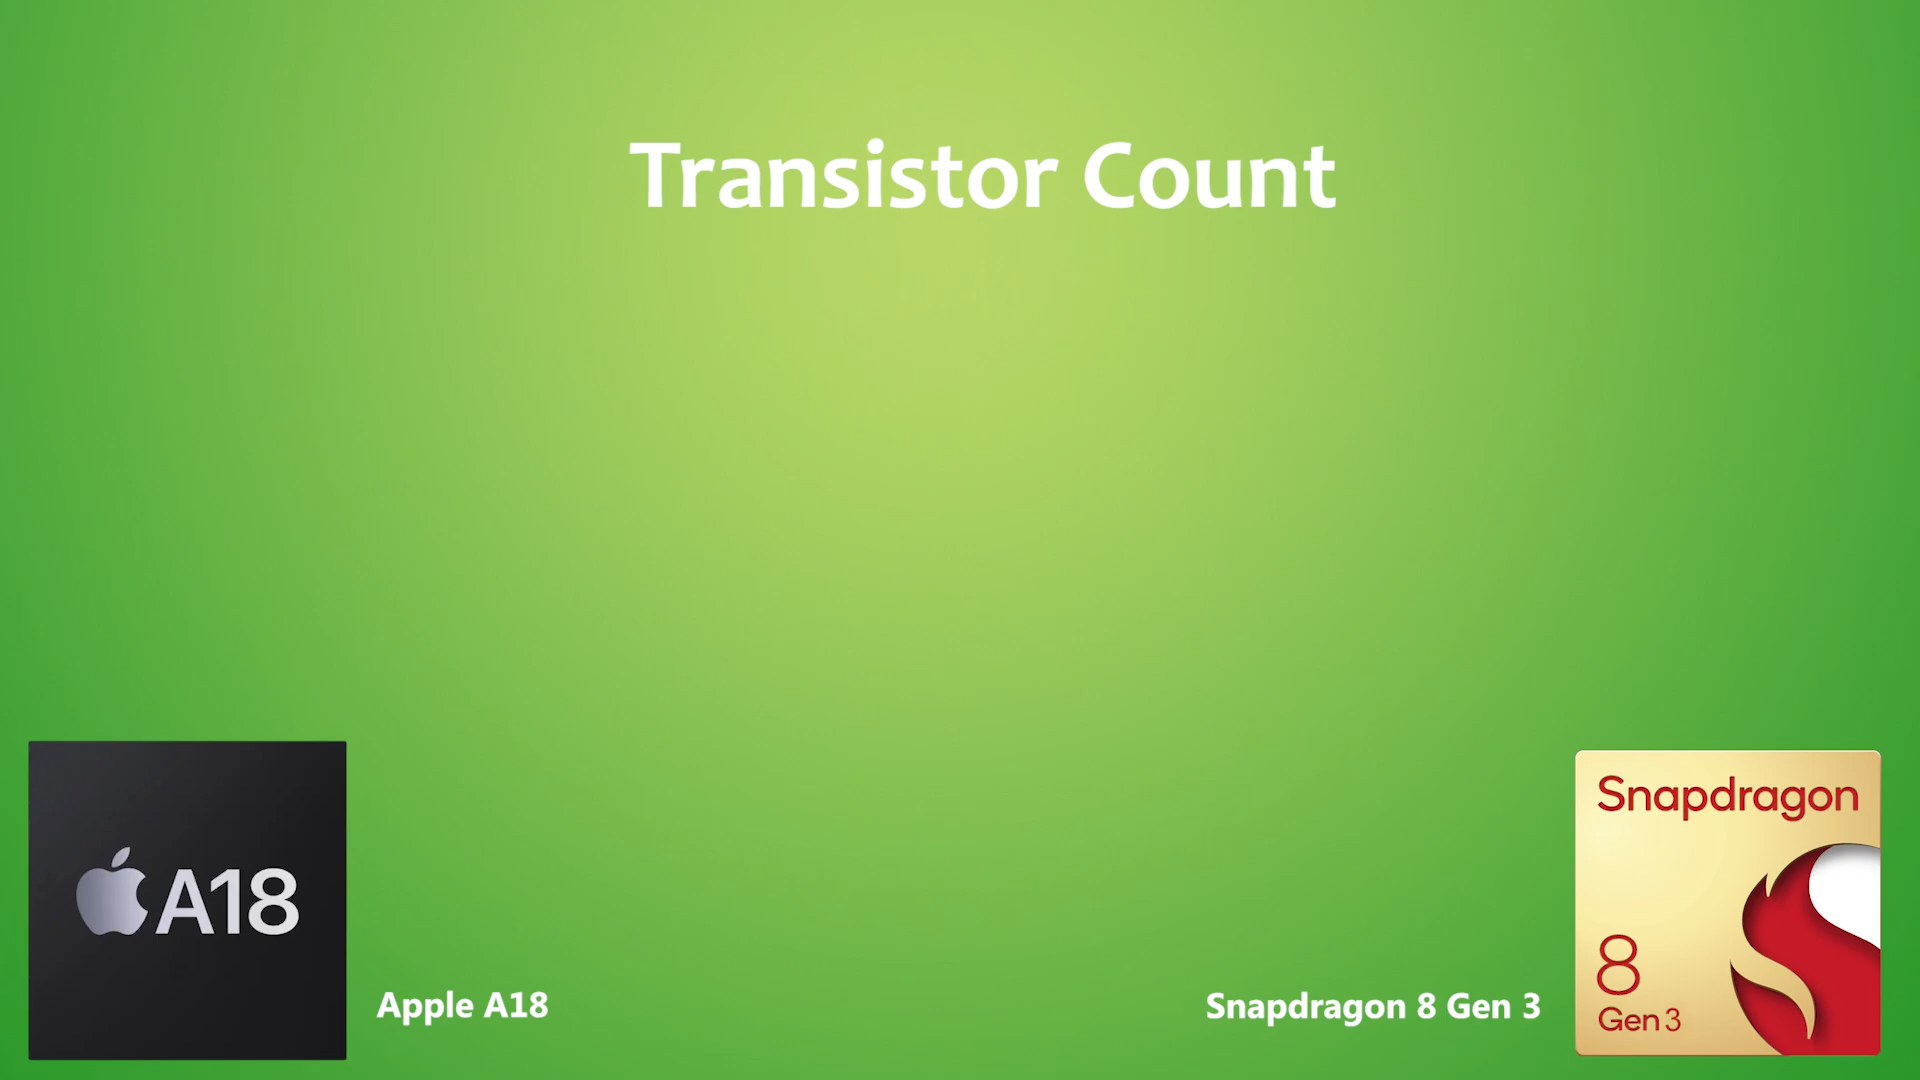 Transistor Count
A18
Apple A18
Snapdragon 8 Gen 3
Snapdragon
8
Gen 3